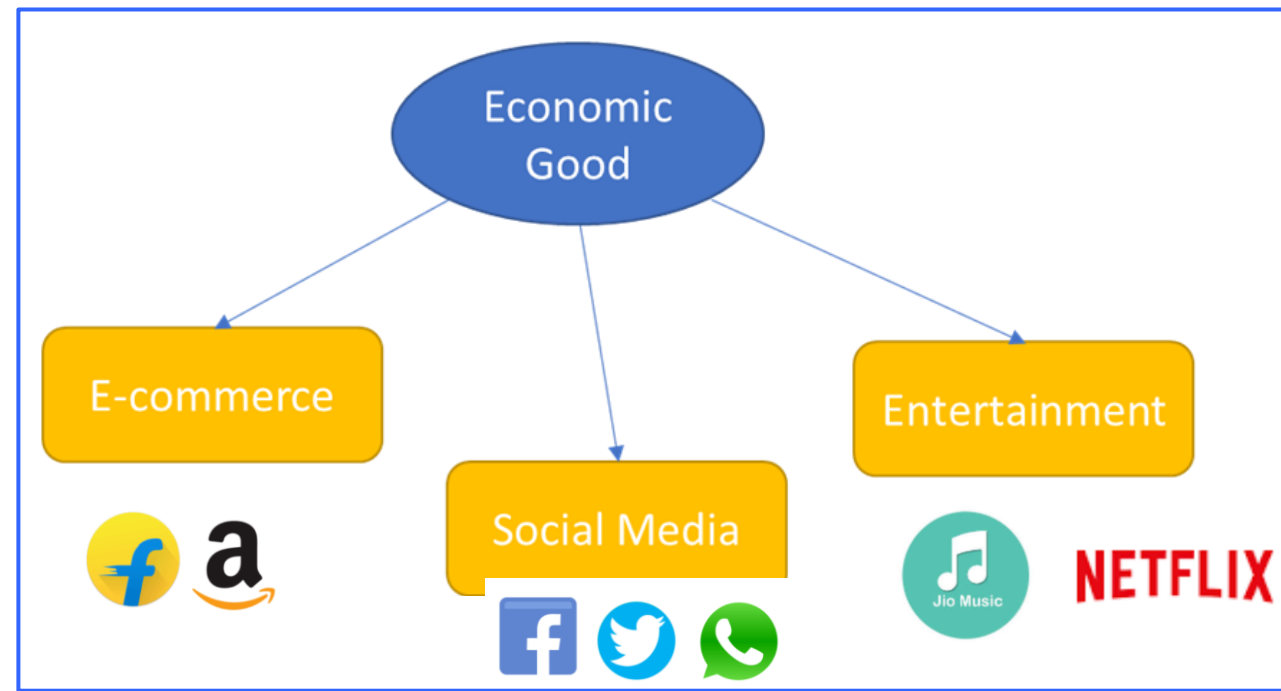 Economic
Good
E-commerce
Entertainment
Social Media
a
f
Jio Music
NETFLIX
f